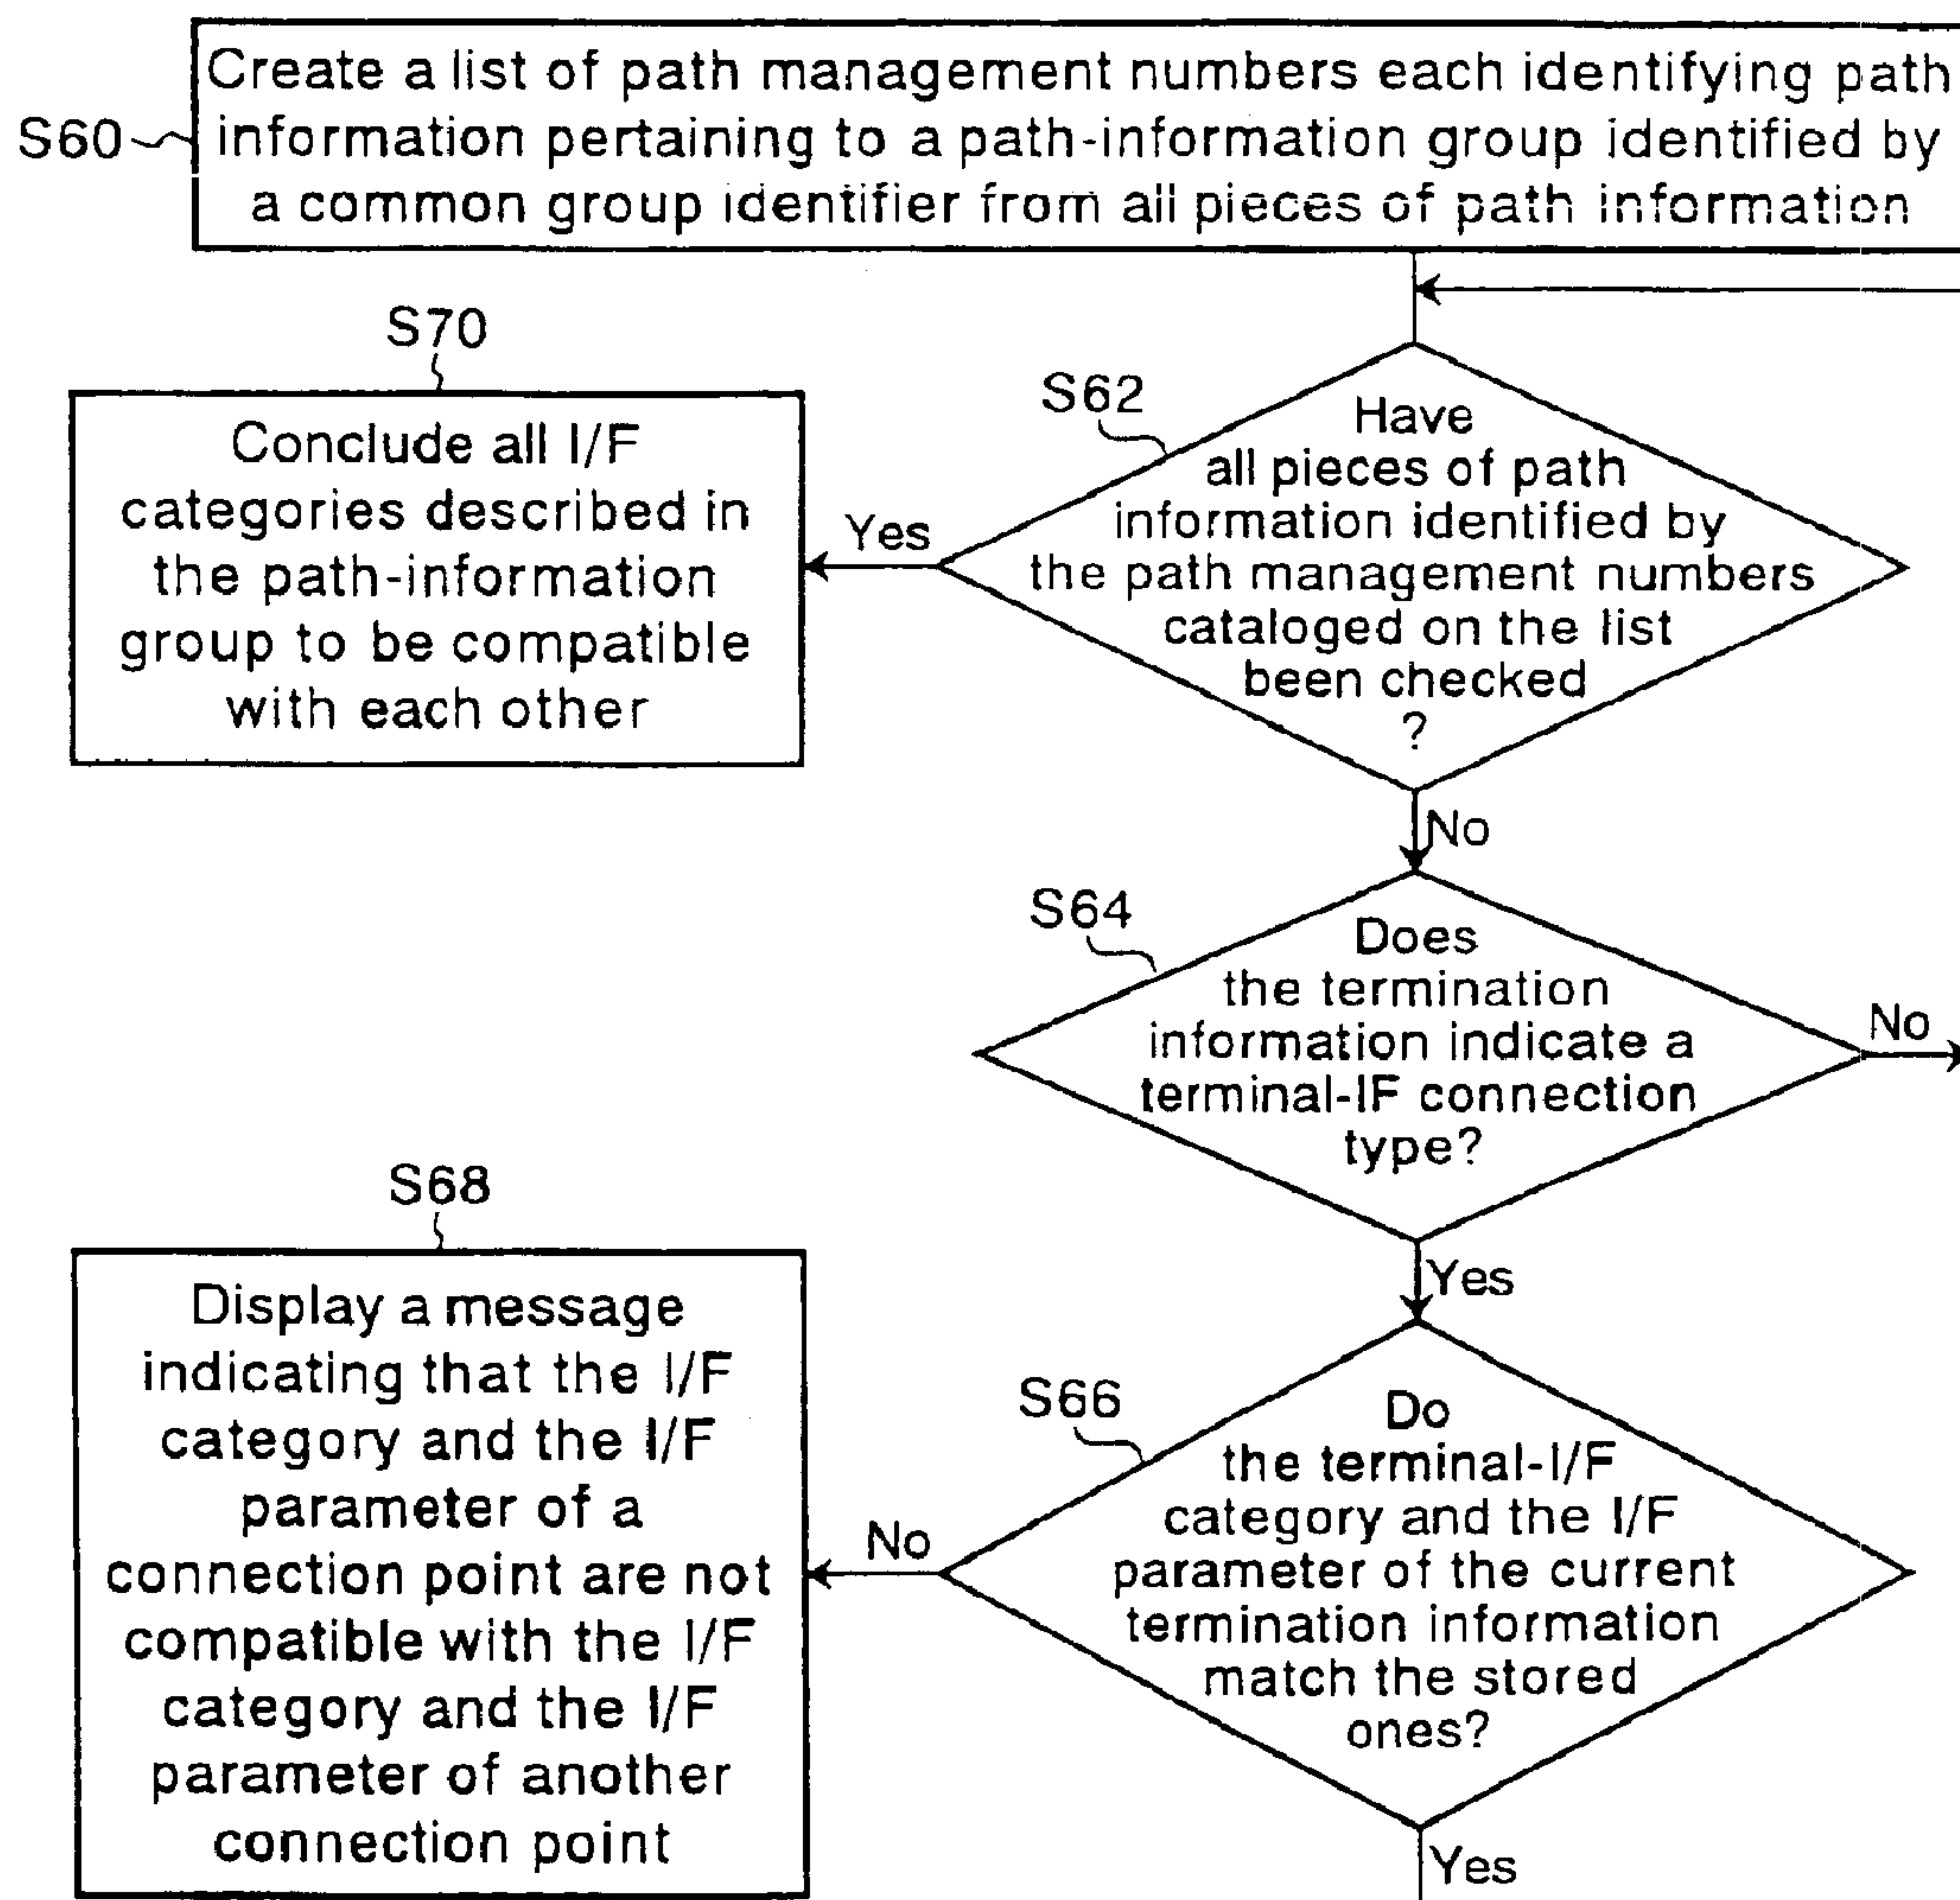 Create a list of path management numbers each identifying path
S60
information pertaining to a path-information group identified by
a common group identifier from all pieces of path information
S70
Conclude all I/F
categories described in
the path-information
group to be compatible
with each other
S62
Have
all pieces of path
information identified by
the path management numbers
cataloged on the list
been checked
?
Yes
No
S64
Does
the termination
information indicate a
terminal-IF connection
type?
No
Yes
S68
Display a message
indicating that the I/F
category and the I/F
parameter of a
connection point are not
compatible with the I/F
category and the I/F
parameter of another
connection point
S66
Do
the terminal-I/F
category and the I/F
parameter of the current
termination information
match the stored
ones?
No
Yes